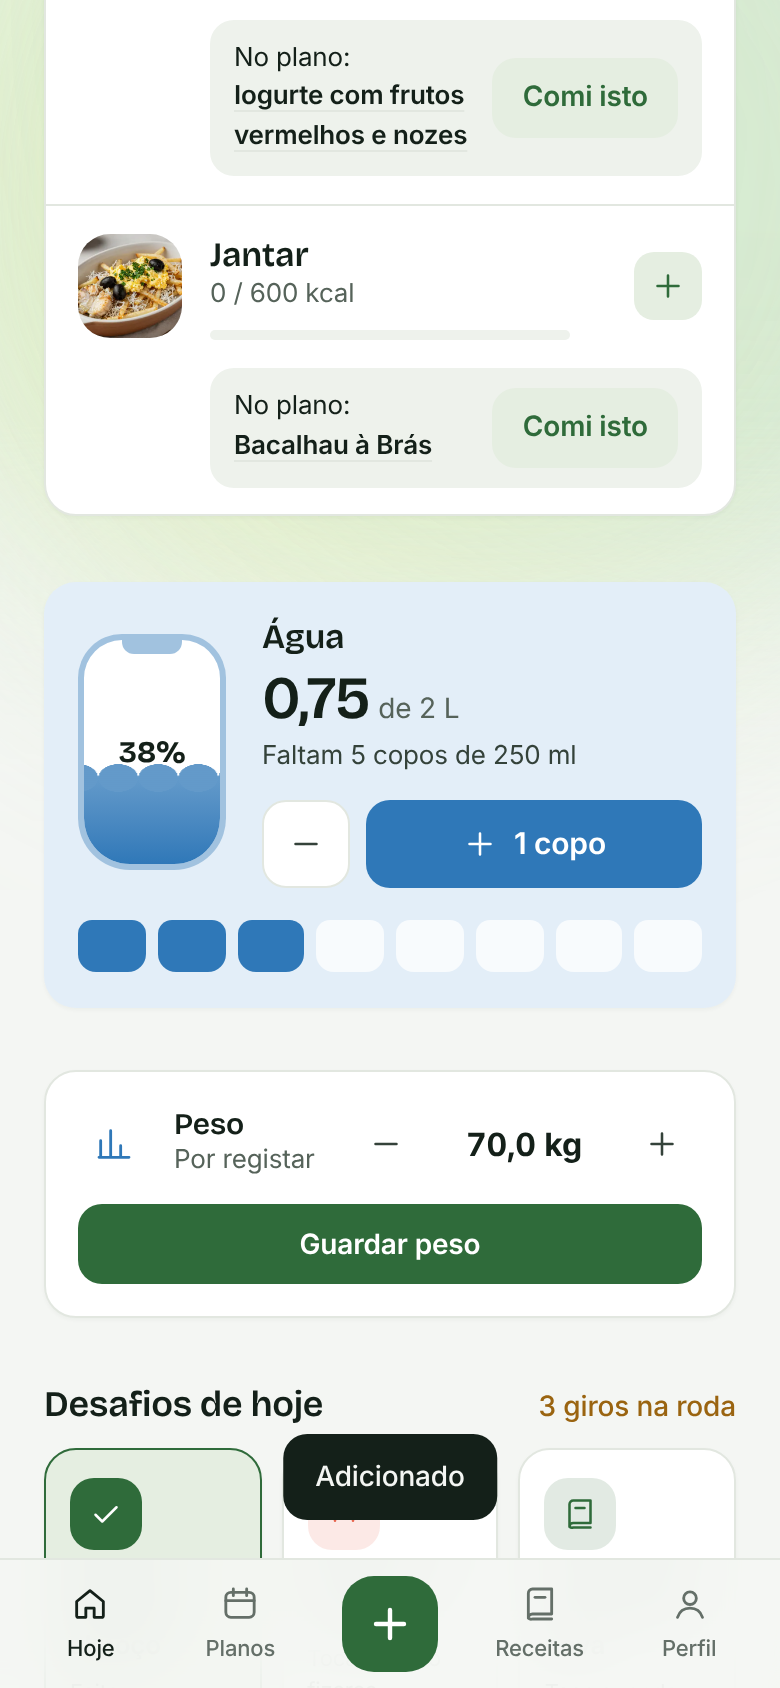 No plano:
Iogurte com frutos
vermelhos e nozes
Comi isto
Jantar
0 / 600 kcal
No plano:
Bacalhau à Brás
Comi isto
Água
0,75 de 2 L
Faltam 5 copos de 250 ml
38%
1 copo
Peso
Por registar
70,0 kg
Guardar peso
Desafios de hoje
3 giros na roda
Adicionado
Hoje
Planos
Receitas
Perfil